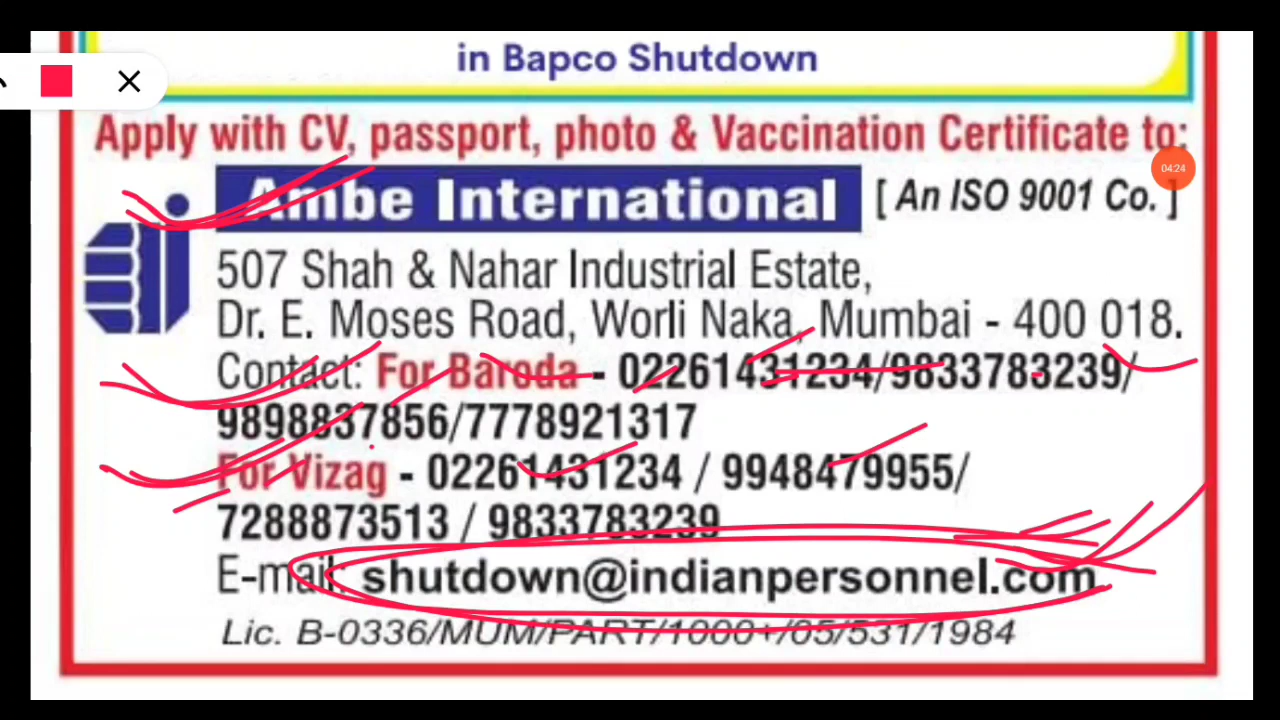 in Bapco Shutdown
Apply with CV, passport, photo & Vaccination Certificate to:
04:24
Ambe International [ An ISO 9001 Co. ]
507 Shah & Nahar Industrial Estate,
Dr. E. Moses Road, Worli Naka, Mumbai - 400 018.
Contact: For Baroda - 02261431234/9833783239/
9898837856/7778921317
For Vizag - 02261431234 / 9948479955/
7288873513 / 9833783239
E-mail: shutdown@indianpersonnel.com
Lic. B-0336/MUM/PART/1000+/05/531/1984